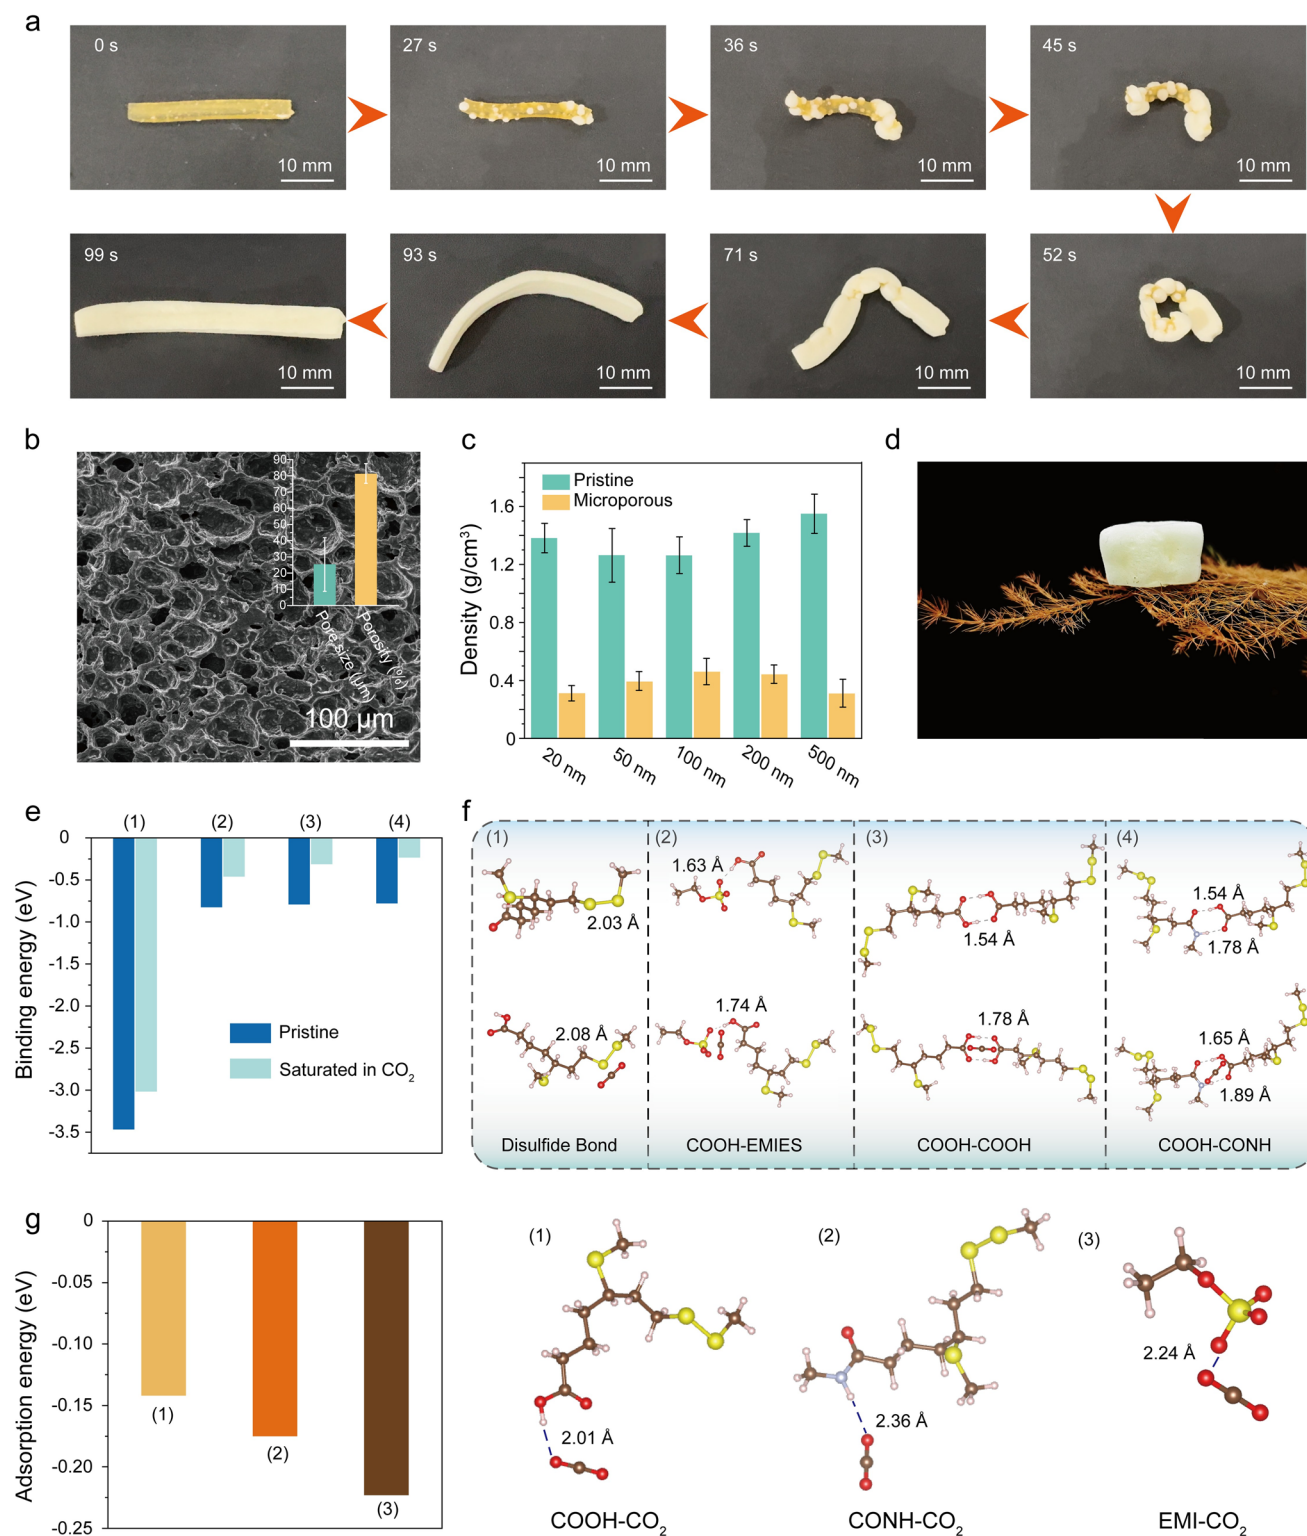 a
0 s
27 s
36 s
45 s
10 mm
10 mm
10 mm
10 mm
99 s
93 s
71 s
52 s
10 mm
10 mm
10 mm
10 mm
b
90
80
70
60
50
40
30
20
10
0
Pore size (μm)
Porosity (%)
100 μm
c
Density (g/cm³)
1.6
1.2
0.8
0.4
0
Pristine
Microporous
20 nm
50 nm
100 nm
200 nm
500 nm
d
e
Binding energy (eV)
0
-0.5
-1.0
-1.5
-2.0
-2.5
-3.0
-3.5
(1)
(2)
(3)
(4)
Pristine
Saturated in CO₂
f
(1)
(2)
(3)
(4)
2.03 Å
1.63 Å
1.54 Å
1.54 Å
1.78 Å
2.08 Å
1.74 Å
1.78 Å
1.65 Å
1.89 Å
Disulfide Bond
COOH-EMIES
COOH-COOH
COOH-CONH
g
Adsorption energy (eV)
0
-0.05
-0.10
-0.15
-0.20
-0.25
(1)
(2)
(3)
(1)
2.01 Å
COOH-CO₂
(2)
2.36 Å
CONH-CO₂
(3)
2.24 Å
EMI-CO₂